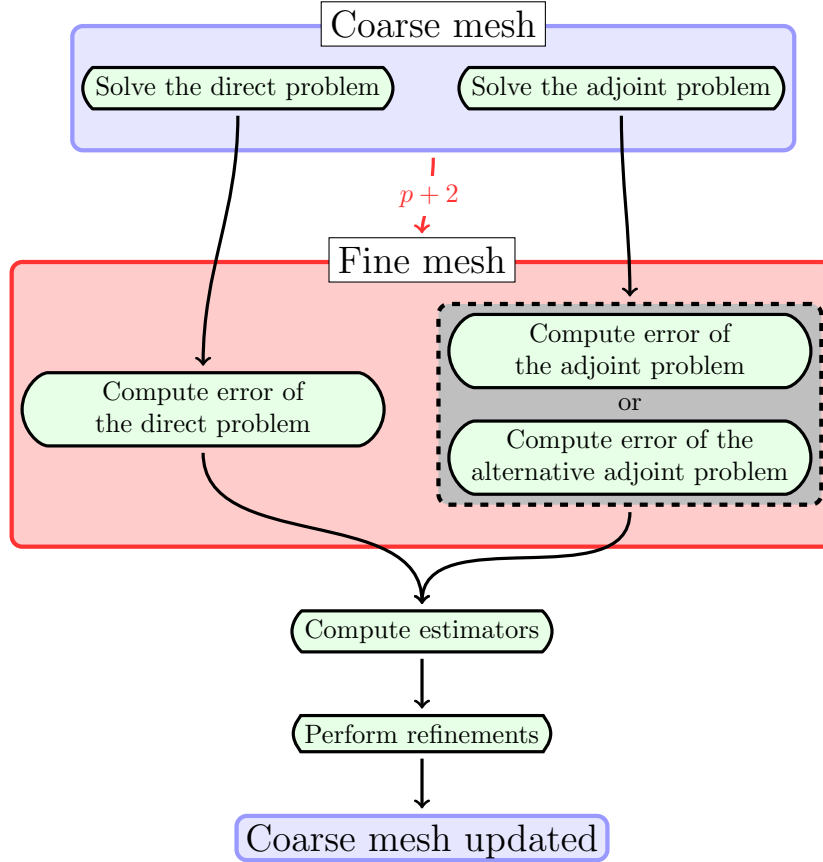 Coarse mesh
Solve the direct problem
Solve the adjoint problem
p + 2
Fine mesh
Compute error of
the direct problem
Compute error of
the adjoint problem
or
Compute error of the
alternative adjoint problem
Compute estimators
Perform refinements
Coarse mesh updated